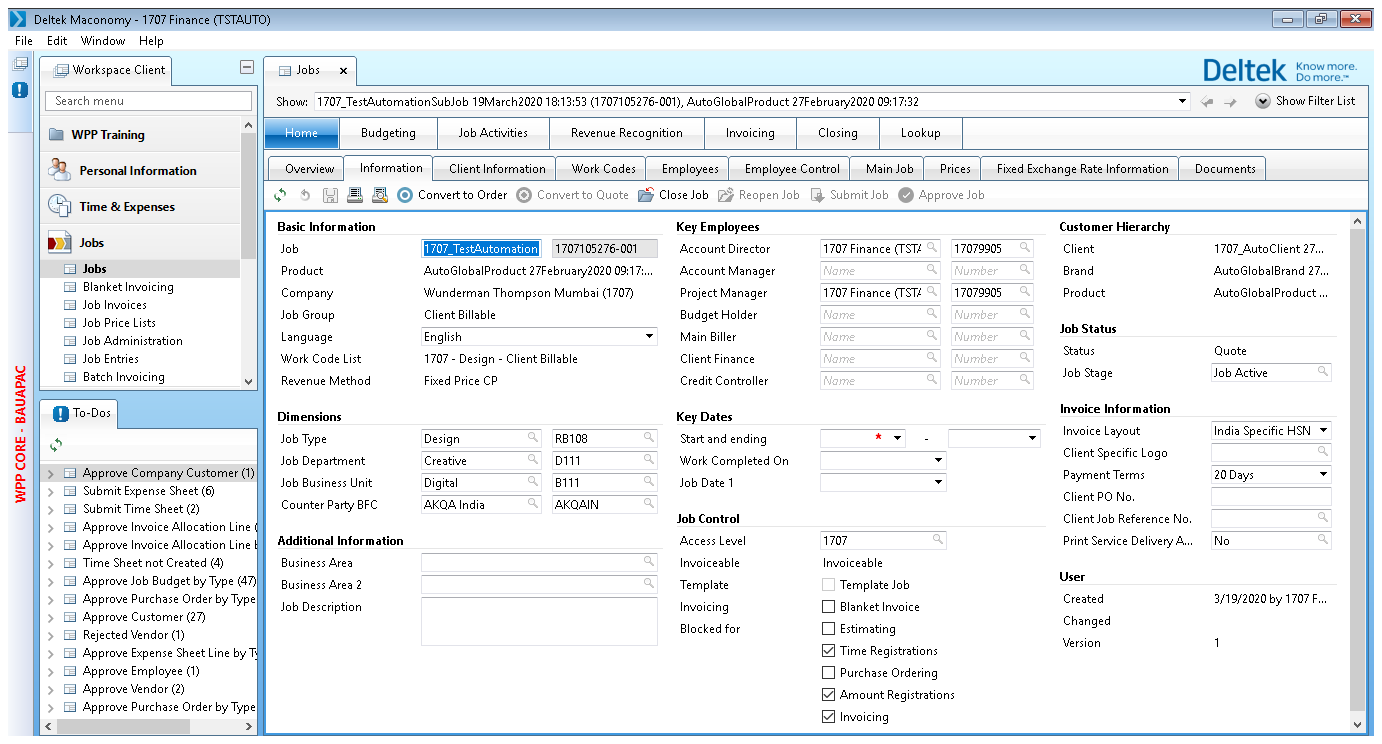 Deltek Maconomy - 1707 Finance (TSTAUTO)
File Edit Window Help
Workspace Client
Jobs
Deltek Know more. Do more.™
Search menu
Show: 1707_TestAutomationSubJob 19March2020 18:13:53 (1707105276-001), AutoGlobalProduct 27February2020 09:17:32
Show Filter List
WPP Training
Personal Information
Time & Expenses
Jobs
Jobs
Blanket Invoicing
Job Invoices
Job Price Lists
Job Administration
Job Entries
Batch Invoicing
WPP CORE - BAUAPAC
To-Dos
Approve Company Customer (1)
Submit Expense Sheet (6)
Submit Time Sheet (2)
Approve Invoice Allocation Line (
Approve Invoice Allocation Line
Time Sheet not Created (4)
Approve Job Budget by Type (47)
Approve Purchase Order by Type
Approve Customer (27)
Rejected Vendor (1)
Approve Expense Sheet Line by Ty
Approve Employee (1)
Approve Vendor (2)
Approve Purchase Order by Type
Home Budgeting Job Activities Revenue Recognition Invoicing Closing Lookup
Overview Information Client Information Work Codes Employees Employee Control Main Job Prices Fixed Exchange Rate Information Documents
Convert to Order Convert to Quote Close Job Reopen Job Submit Job Approve Job
Basic Information
Job 1707_TestAutomation 1707105276-001
Product AutoGlobalProduct 27February2020 09:17:...
Company Wunderman Thompson Mumbai (1707)
Job Group Client Billable
Language English
Work Code List 1707 - Design - Client Billable
Revenue Method Fixed Price CP
Dimensions
Job Type Design RB108
Job Department Creative D111
Job Business Unit Digital B111
Counter Party BFC AKQA India AKQAIN
Additional Information
Business Area
Business Area 2
Job Description
Key Employees
Account Director 1707 Finance (TSTA 17079905
Account Manager Name Number
Project Manager 1707 Finance (TSTA 17079905
Budget Holder Name Number
Main Biller Name Number
Client Finance Name Number
Credit Controller Name Number
Key Dates
Start and ending * -
Work Completed On
Job Date 1
Job Control
Access Level 1707
Invoiceable Invoiceable
Template Template Job
Invoicing Blanket Invoice
Blocked for Estimating
Time Registrations
Purchase Ordering
Amount Registrations
Invoicing
Customer Hierarchy
Client 1707_AutoClient 27...
Brand AutoGlobalBrand 27...
Product AutoGlobalProduct ...
Job Status
Status Quote
Job Stage Job Active
Invoice Information
Invoice Layout India Specific HSN
Client Specific Logo
Payment Terms 20 Days
Client PO No.
Client Job Reference No.
Print Service Delivery A... No
User
Created 3/19/2020 by 1707 F...
Changed
Version 1